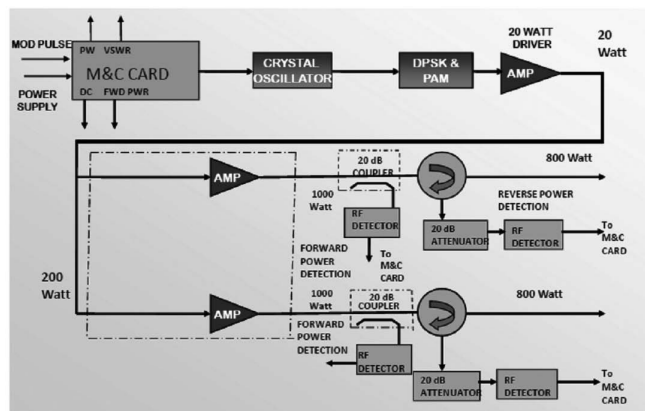 MOD PULSE
POWER
SUPPLY
PW VSWR
M&C CARD
DC FWD PWR
CRYSTAL
OSCILLATOR
DPSK &
PAM
20 WATT
DRIVER
AMP
20
Watt
AMP
20 dB
COUPLER
1000
Watt
RF
DETECTOR
FORWARD
POWER
DETECTION
To
M&C
CARD
800 Watt
REVERSE POWER
DETECTION
20 dB
ATTENUATOR
RF
DETECTOR
To
M&C
CARD
200
Watt
AMP
1000
Watt
20 dB
COUPLER
FORWARD
POWER
DETECTION
RF
DETECTOR
800 Watt
20 dB
ATTENUATOR
RF
DETECTOR
To
M&C
CARD